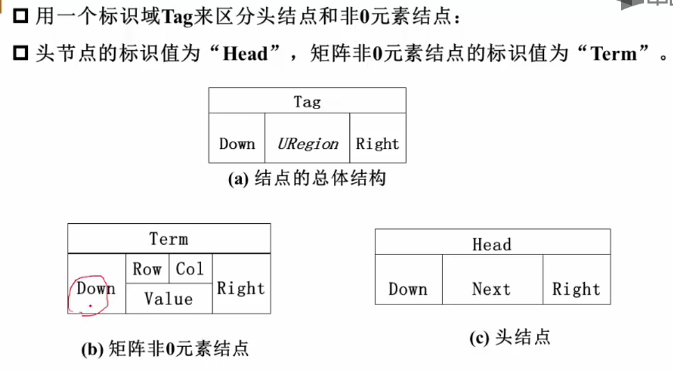 用一个标识域Tag来区分头结点和非0元素结点：
头节点的标识值为“Head”，矩阵非0元素结点的标识值为“Term”。
Tag
Down URegion Right
(a) 结点的总体结构
Term
Row Col
Down Right
Value
(b) 矩阵非0元素结点
Head
Down Next Right
(c) 头结点